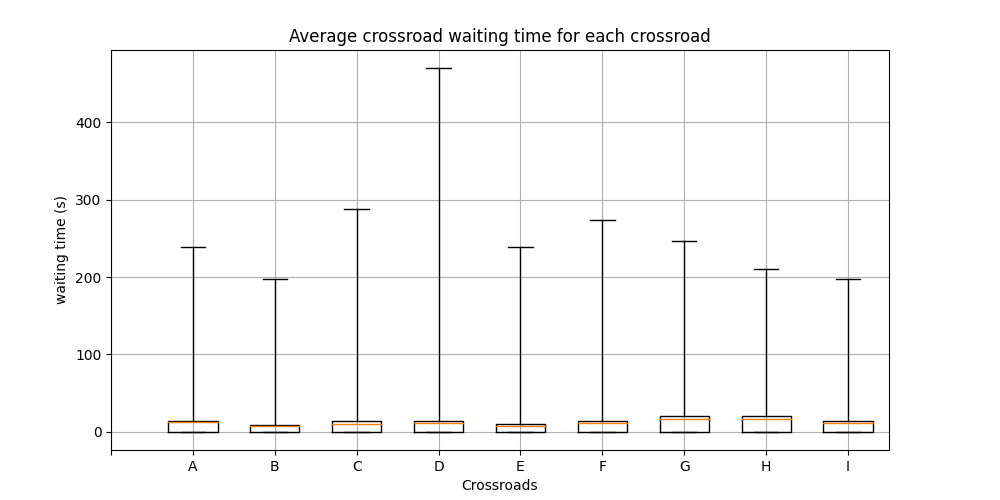 Average crossroad waiting time for each crossroad
waiting time (s)
400
300
200
100
0
A B C D E F G H I
Crossroads